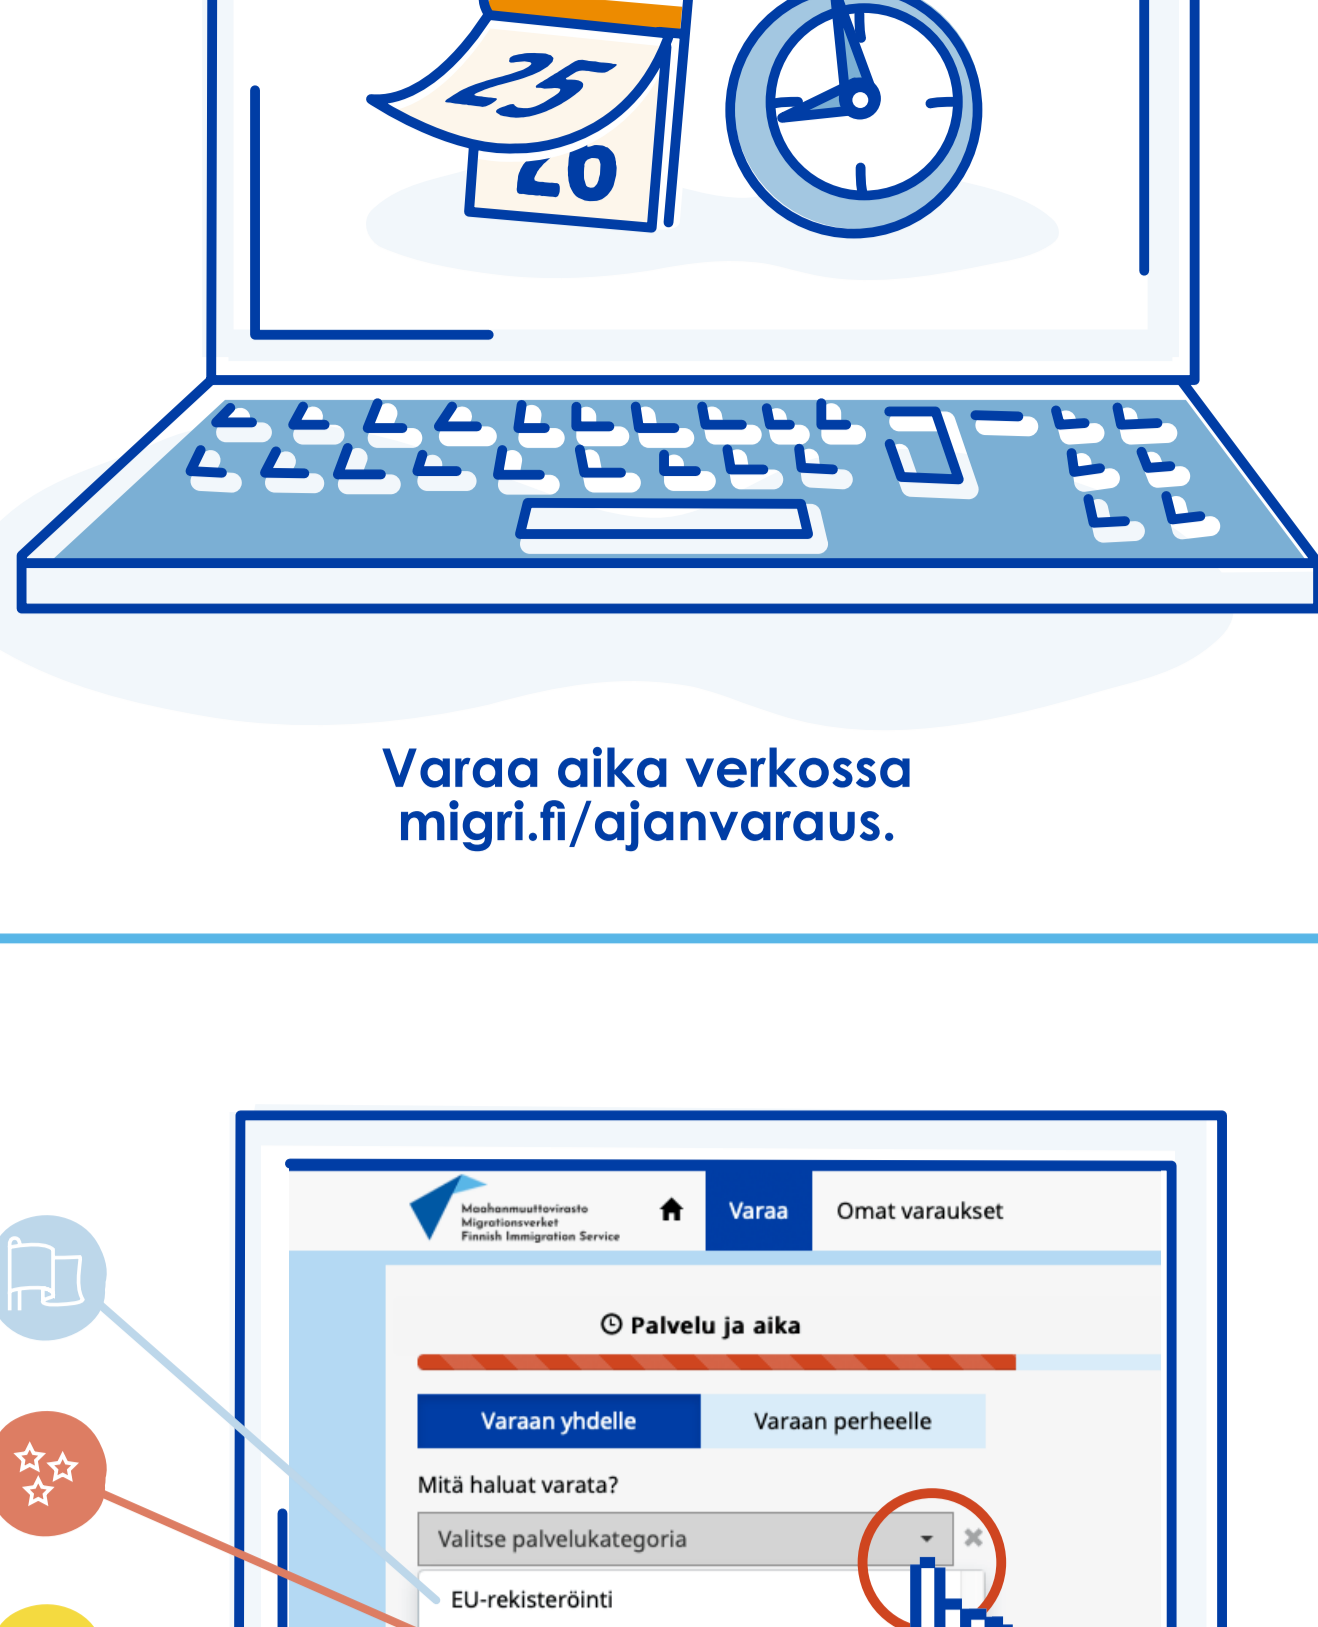 25
26
Varaa aika verkossa
migri.fi/ajanvaraus.
Maahanmuuttovirasto
Migrationsverket
Finnish Immigration Service
Varaa
Omat varaukset
Palvelu ja aika
Varaan yhdelle
Varaan perheelle
Mitä haluat varata?
Valitse palvelukategoria
EU-rekisteröinti